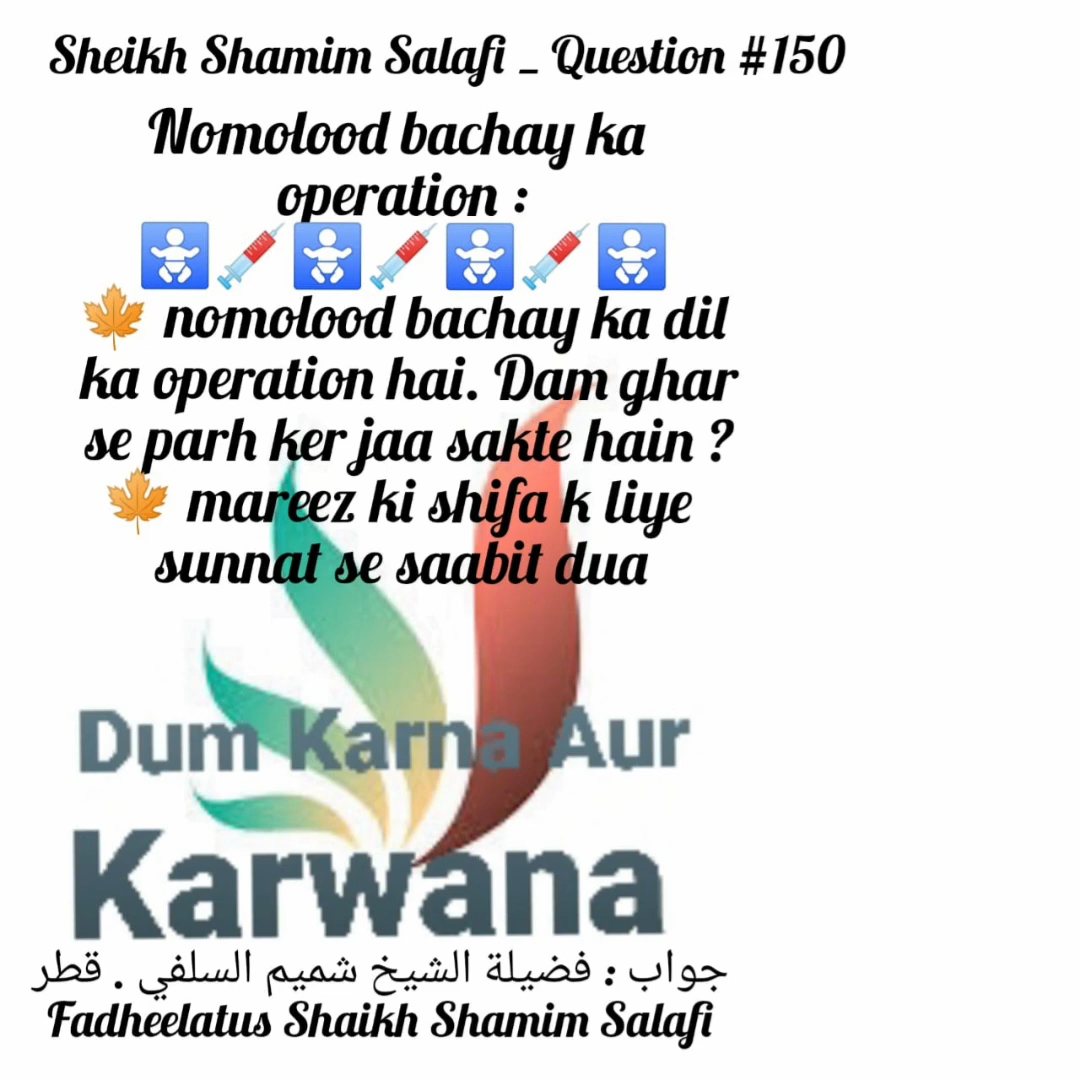 Sheikh Shamim Salafi _ Question #150
Nomolood bachay ka
operation :
🚼💉🚼💉🚼💉🚼
🍁 nomolood bachay ka dil
ka operation hai. Dam ghar
se parh ker jaa sakte hain ?
🍁 mareez ki shifa k liye
sunnat se saabit dua
Dum Karna Aur
Karwana
جواب : فضيلة الشيخ شميم السلفي . قطر
Fadheelatus Shaikh Shamim Salafi